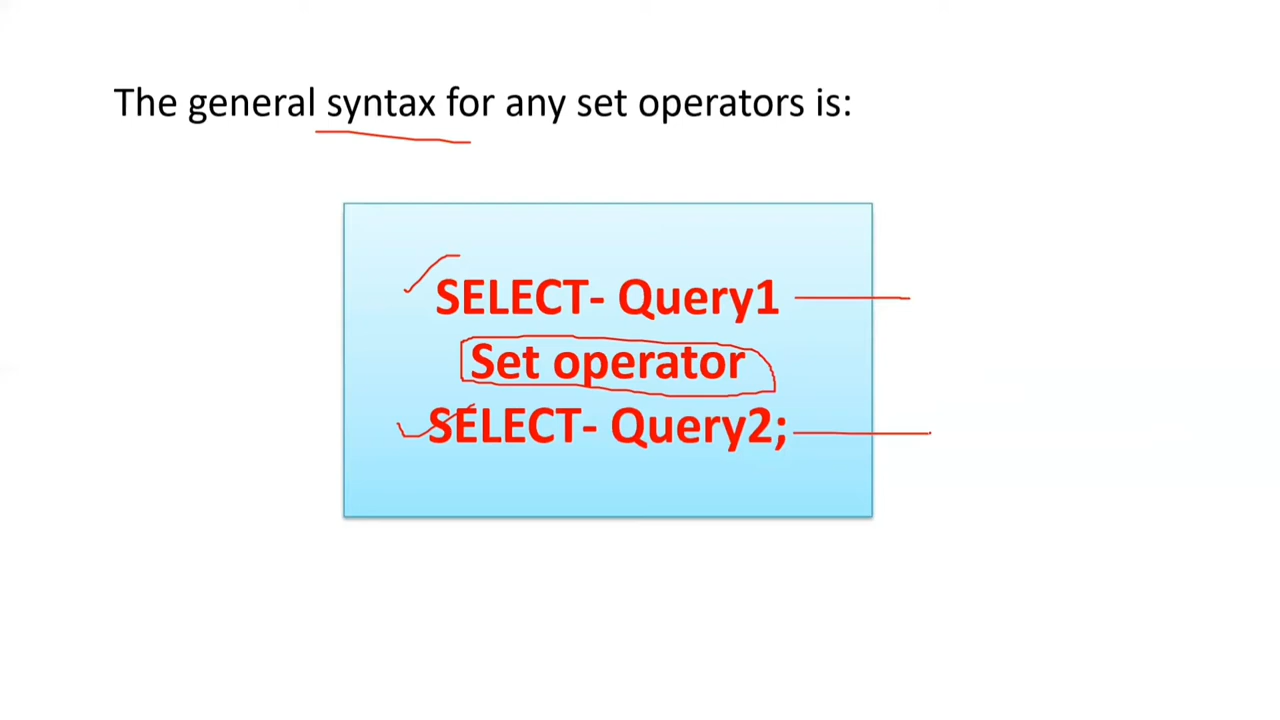 The general syntax for any set operators is:
SELECT- Query1
Set operator
SELECT- Query2;